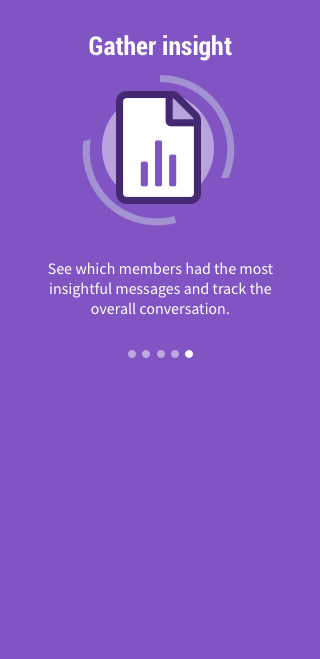 Gather insight
See which members had the most
insightful messages and track the
overall conversation.